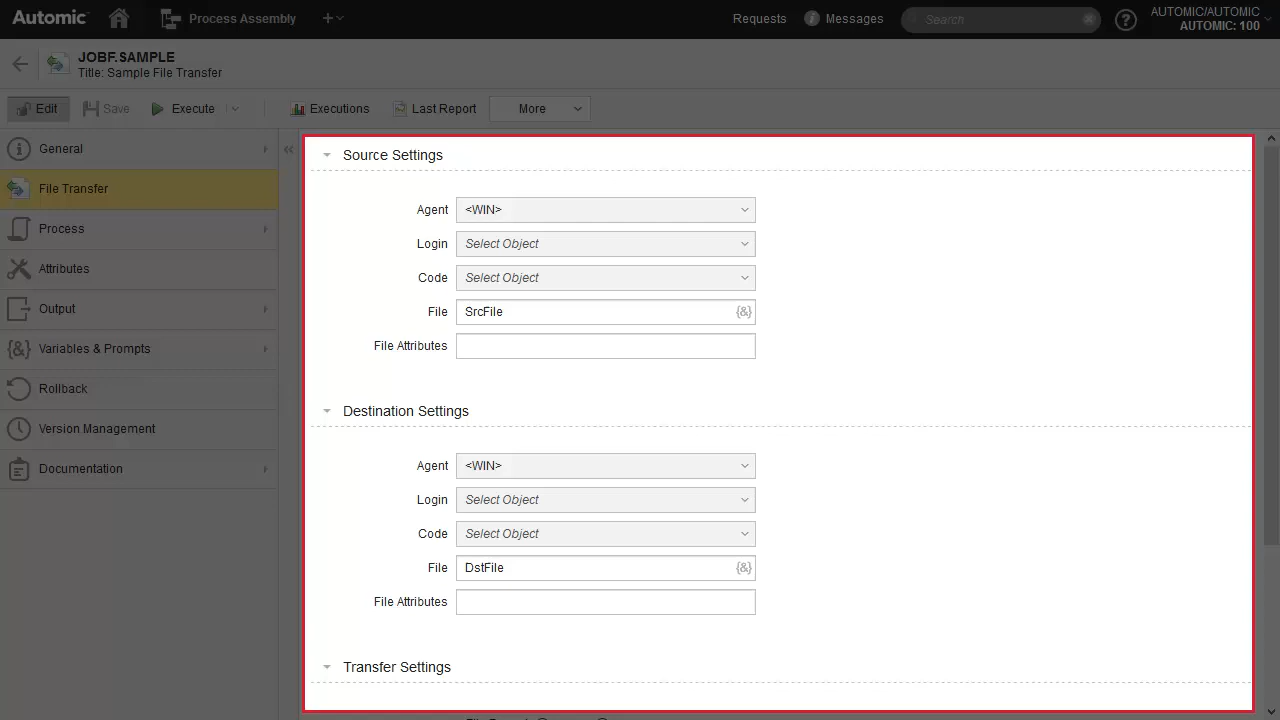 Automic
Process Assembly
Requests
Messages
Search
AUTOMIC/AUTOMIC
AUTOMIC: 100
JOBF.SAMPLE
Title: Sample File Transfer
Edit
Save
Execute
Executions
Last Report
More
General
File Transfer
Process
Attributes
Output
Variables & Prompts
Rollback
Version Management
Documentation
Source Settings
Agent <WIN>
Login Select Object
Code Select Object
File SrcFile {&}
File Attributes
Destination Settings
Agent <WIN>
Login Select Object
Code Select Object
File DstFile {&}
File Attributes
Transfer Settings